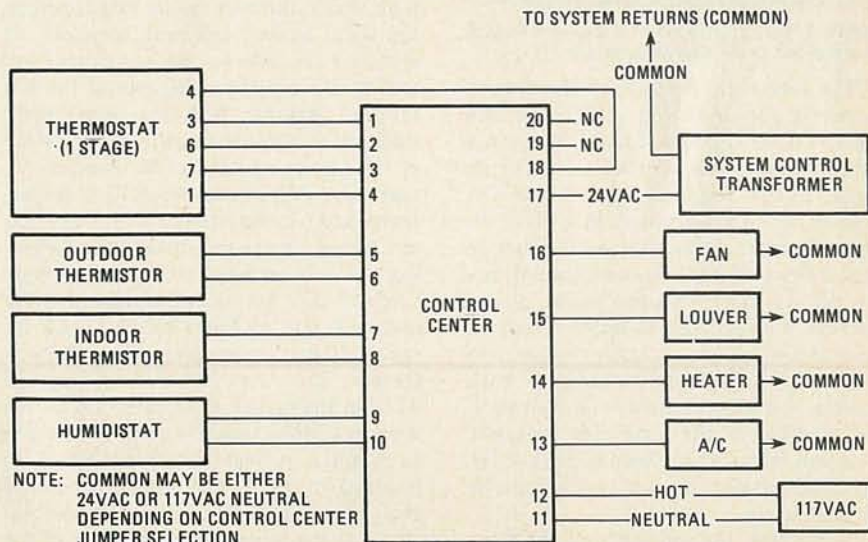 TO SYSTEM RETURNS (COMMON)
COMMON
THERMOSTAT
(1 STAGE)
4
3
6
7
1
1
2
3
4
20 NC
19 NC
18
17 24VAC
SYSTEM CONTROL
TRANSFORMER
OUTDOOR
THERMISTOR
5
6
16
FAN
COMMON
CONTROL
CENTER
INDOOR
THERMISTOR
7
8
15
LOUVER
COMMON
14
HEATER
COMMON
HUMIDISTAT
9
10
13
A/C
COMMON
12 HOT
11 NEUTRAL
117VAC
NOTE: COMMON MAY BE EITHER
24VAC OR 117VAC NEUTRAL
DEPENDING ON CONTROL CENTER
JUMPER SELECTION